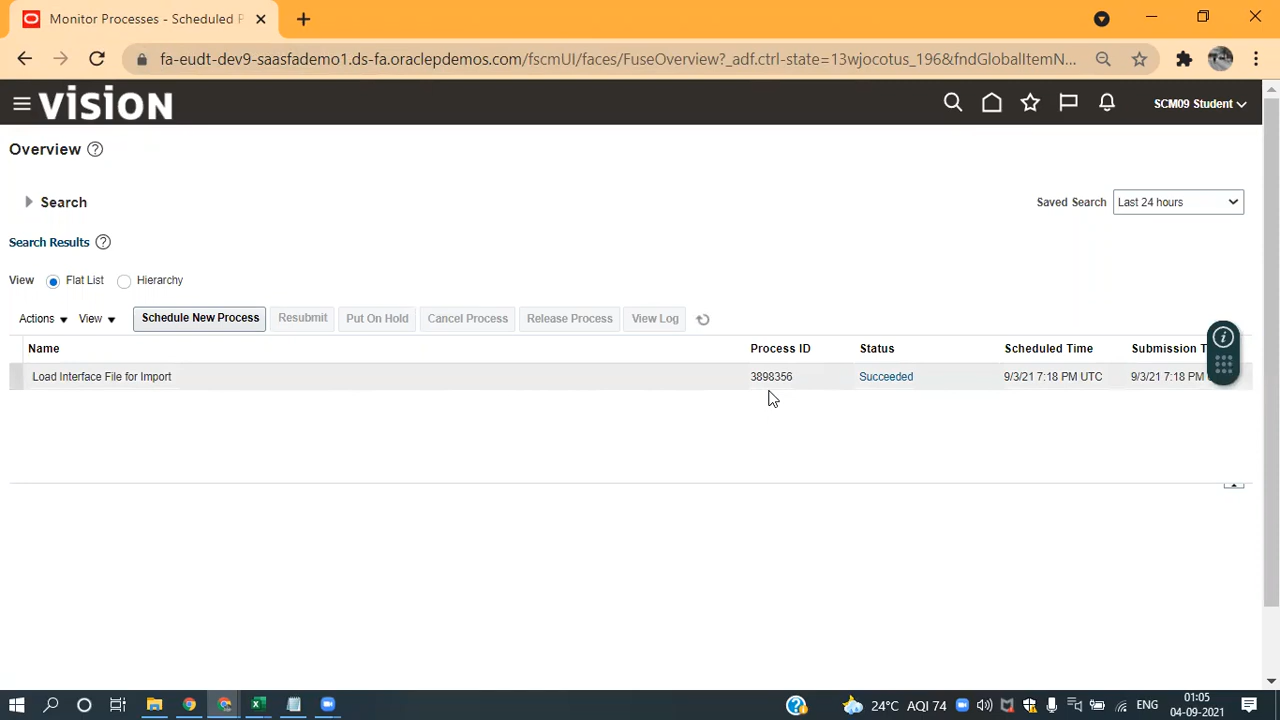 Monitor Processes - Scheduled P
fa-eudt-dev9-saasfademo1.ds-fa.oraclepdemos.com/fscmUI/faces/FuseOverview?_adf.ctrl-state=13wjocotus_196&fndGlobalItemN...
vision
SCM09 Student
Overview ?
Search
Saved Search Last 24 hours
Search Results ?
View Flat List Hierarchy
Actions View Schedule New Process Resubmit Put On Hold Cancel Process Release Process View Log
Name Process ID Status Scheduled Time Submission T
Load Interface File for Import 3898356 Succeeded 9/3/21 7:18 PM UTC 9/3/21 7:18 PM
24°C AQI 74 ENG 01:05
04-09-2021